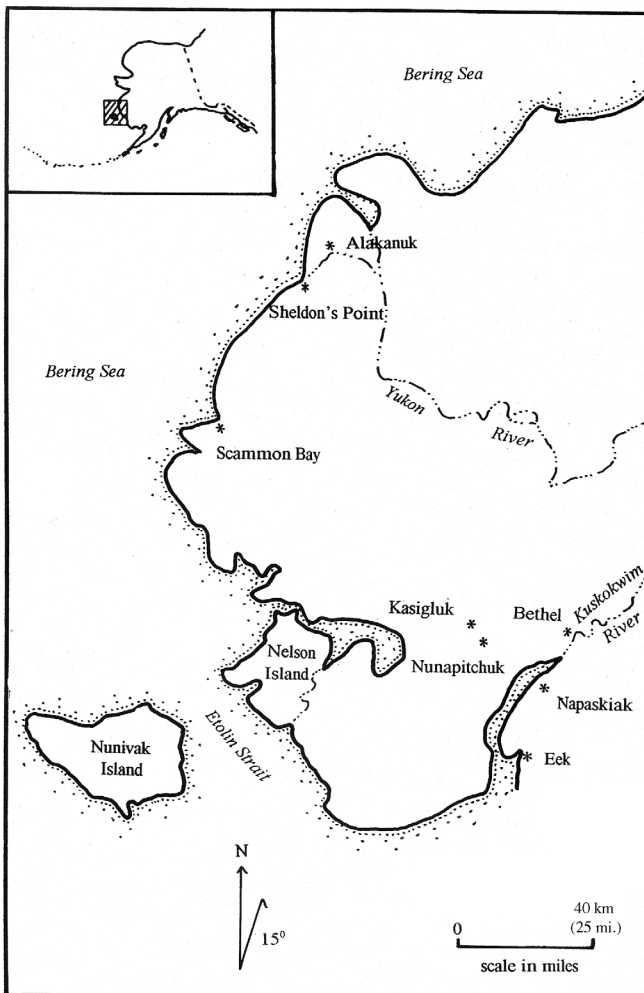 Bering Sea
Alakanuk
Sheldon's Point
Bering Sea
Yukon
River
Scammon Bay
Kasigluk
Bethel
Kuskokwim
River
Nelson
Island
Nunapitchuk
Napaskiak
Etolin Strait
Nunivak
Island
Eek
N
15⁰
40 km
(25 mi.)
0
scale in miles